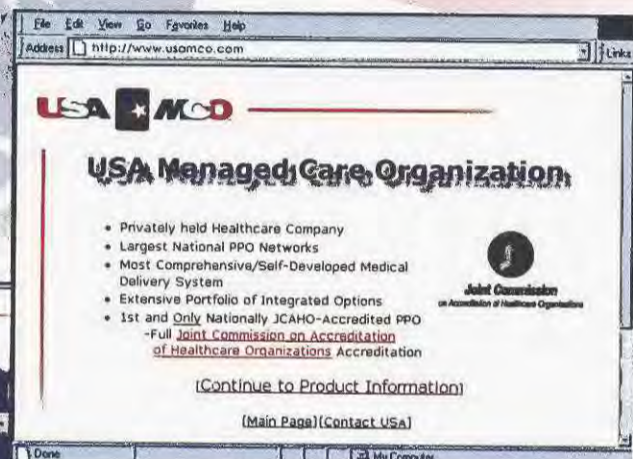 File Edit View Go Favorites Help
Address http://www.usamco.com
Links
USA MCO
USA Managed Care Organization
• Privately held Healthcare Company
• Largest National PPO Networks
• Most Comprehensive/Self-Developed Medical
Delivery System
• Extensive Portfolio of Integrated Options
• 1st and Only Nationally JCAHO-Accredited PPO
-Full Joint Commission on Accreditation
of Healthcare Organizations Accreditation
Joint Commission
on Accreditation of Healthcare Organizations
[Continue to Product Information]
[Main Page][Contact USA]
Done
My Computer